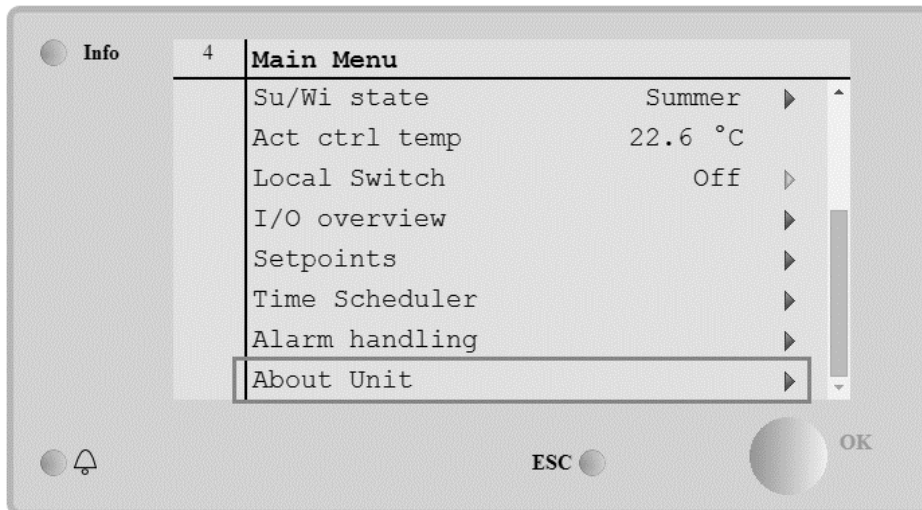 Info
4 Main Menu
Su/Wi state Summer
Act ctrl temp 22.6 °C
Local Switch Off
I/O overview
Setpoints
Time Scheduler
Alarm handling
About Unit
OK
ESC